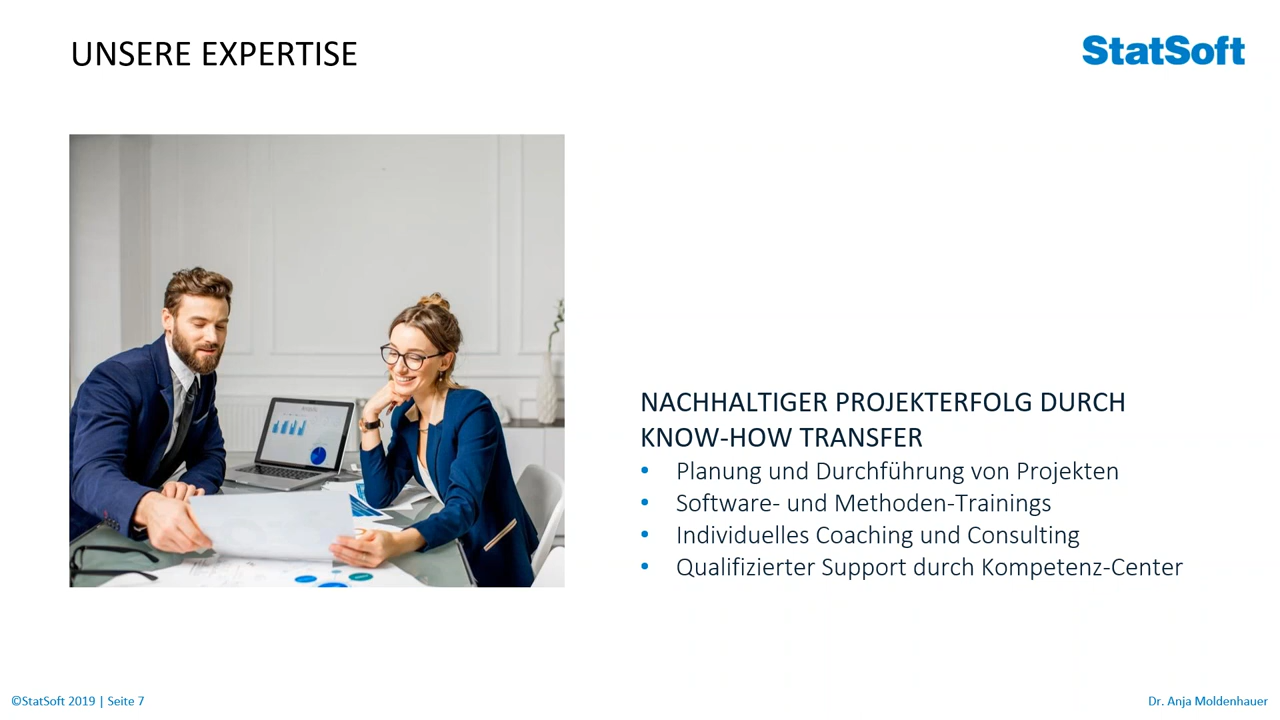 UNSERE EXPERTISE
StatSoft
NACHHALTIGER PROJEKTERFOLG DURCH
KNOW-HOW TRANSFER
• Planung und Durchführung von Projekten
• Software- und Methoden-Trainings
• Individuelles Coaching und Consulting
• Qualifizierter Support durch Kompetenz-Center
©StatSoft 2019 | Seite 7
Dr. Anja Moldenhauer